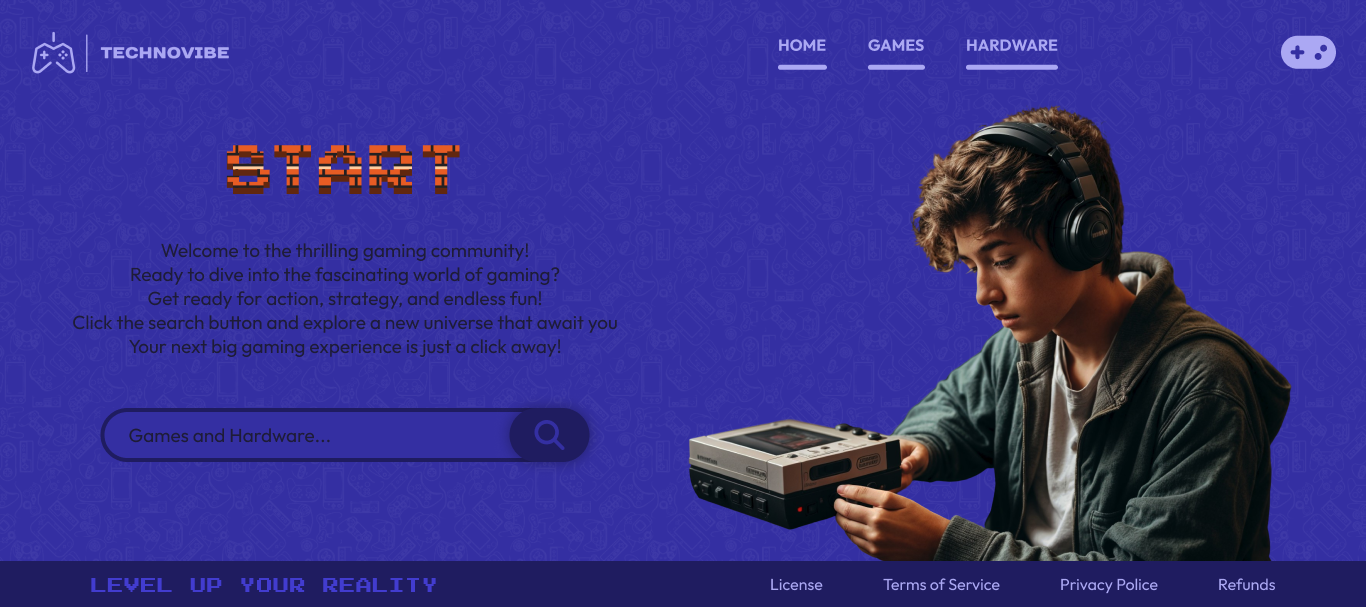 TECHNOVIBE
HOME GAMES HARDWARE
START
Welcome to the thrilling gaming community!
Ready to dive into the fascinating world of gaming?
Get ready for action, strategy, and endless fun!
Click the search button and explore a new universe that await you
Your next big gaming experience is just a click away!
Games and Hardware...
LEVEL UP YOUR REALITY
License Terms of Service Privacy Police Refunds